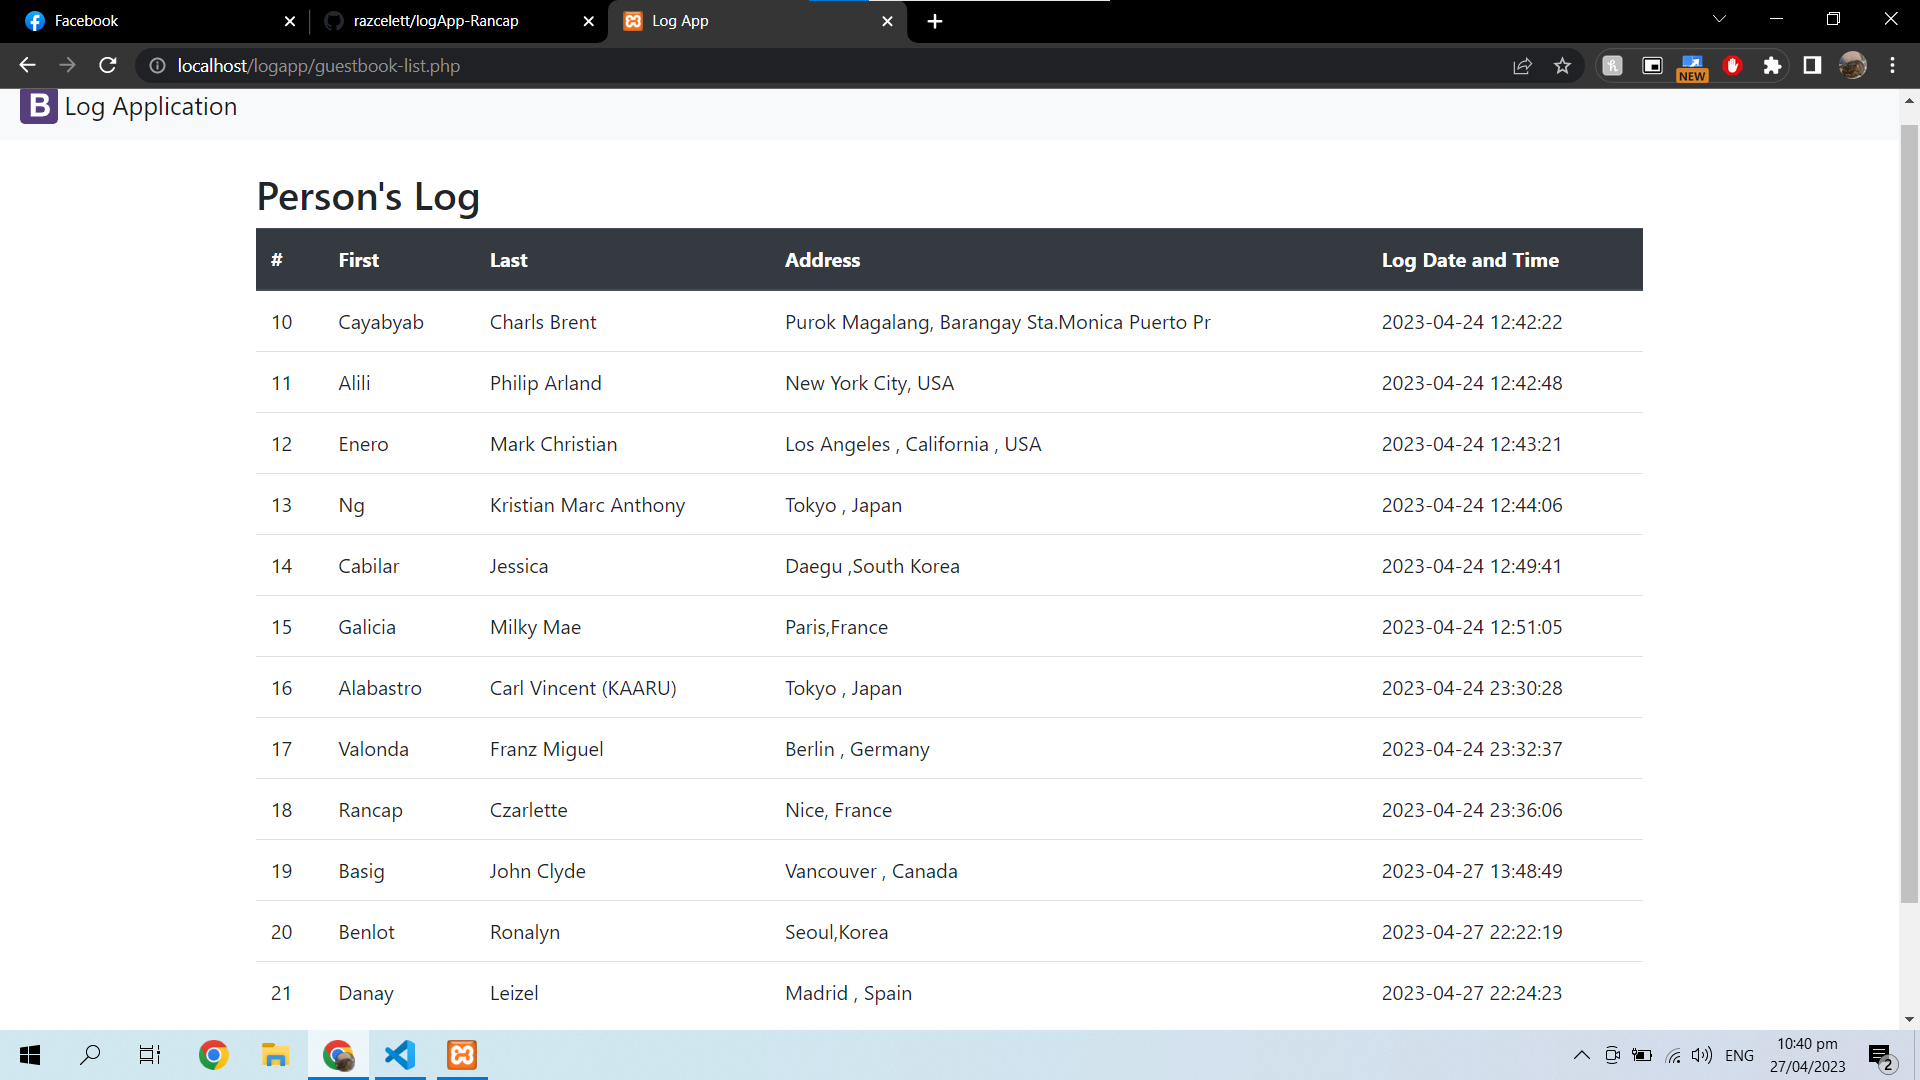 Facebook
razcelett/logApp-Rancap
Log App
localhost/logapp/guestbook-list.php
NEW
B Log Application
Person's Log
# First Last Address Log Date and Time
10 Cayabyab Charls Brent Purok Magalang, Barangay Sta.Monica Puerto Pr 2023-04-24 12:42:22
11 Alili Philip Arland New York City, USA 2023-04-24 12:42:48
12 Enero Mark Christian Los Angeles , California , USA 2023-04-24 12:43:21
13 Ng Kristian Marc Anthony Tokyo , Japan 2023-04-24 12:44:06
14 Cabilar Jessica Daegu ,South Korea 2023-04-24 12:49:41
15 Galicia Milky Mae Paris,France 2023-04-24 12:51:05
16 Alabastro Carl Vincent (KAARU) Tokyo , Japan 2023-04-24 23:30:28
17 Valonda Franz Miguel Berlin , Germany 2023-04-24 23:32:37
18 Rancap Czarlette Nice, France 2023-04-24 23:36:06
19 Basig John Clyde Vancouver , Canada 2023-04-27 13:48:49
20 Benlot Ronalyn Seoul,Korea 2023-04-27 22:22:19
21 Danay Leizel Madrid , Spain 2023-04-27 22:24:23
ENG
10:40 pm
27/04/2023
2